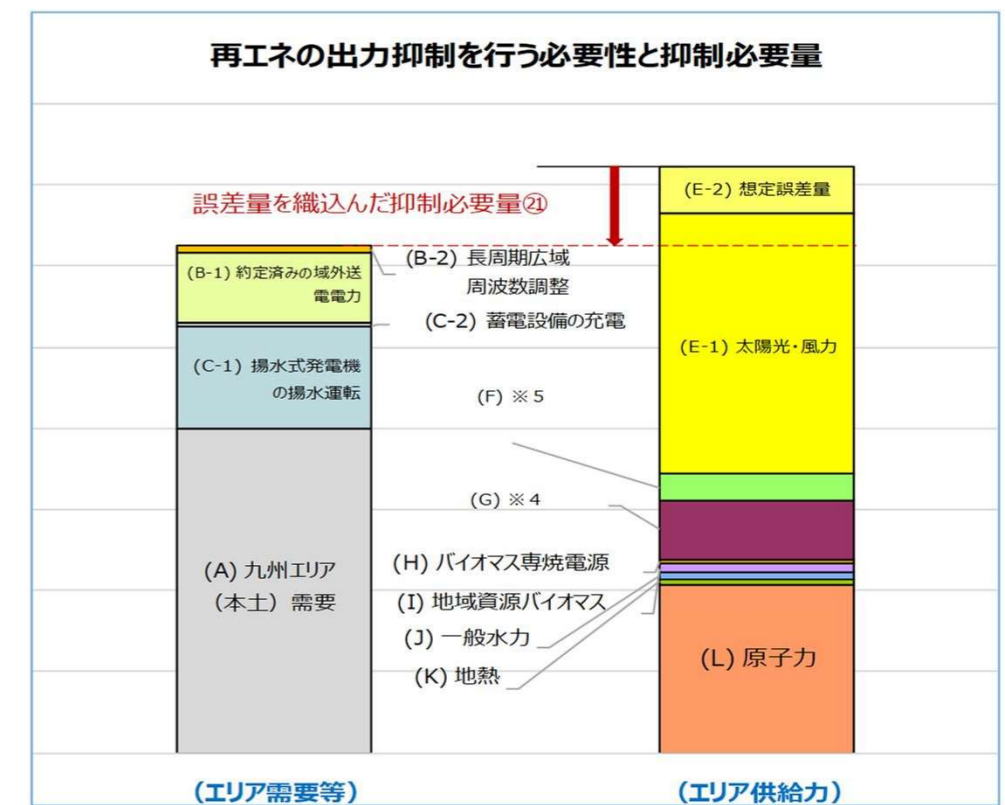 再エネの出力抑制を行う必要性と抑制必要量
誤差量を織込んだ抑制必要量㉑
(B-1) 約定済みの域外送
電電力
(C-1) 揚水式発電機
の揚水運転
(A) 九州エリア
（本土）需要
(B-2) 長周期広域
周波数調整
(C-2) 蓄電設備の充電
(F) ※５
(G) ※４
(H) バイオマス専焼電源
(I) 地域資源バイオマス
(J) 一般水力
(K) 地熱
(E-2) 想定誤差量
(E-1) 太陽光・風力
(L) 原子力
（エリア需要等）
（エリア供給力）